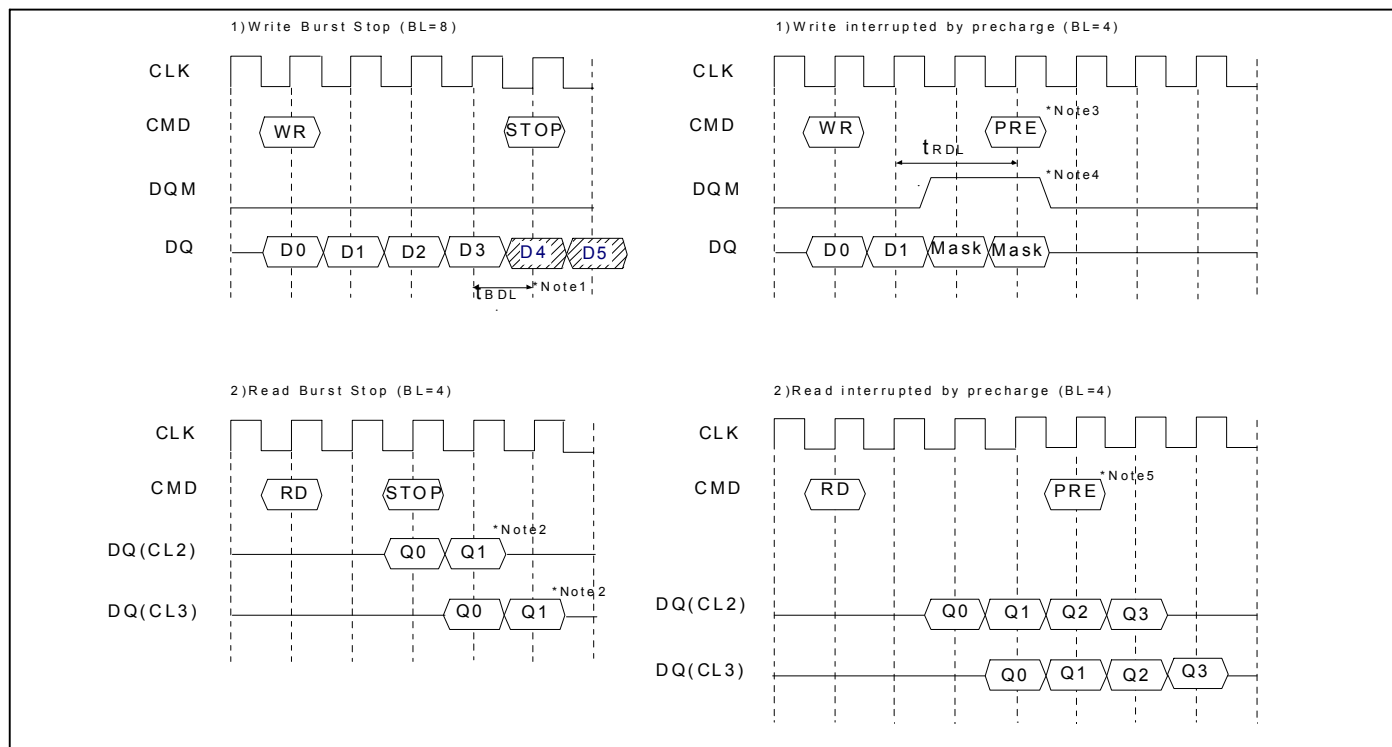 1)Write Burst Stop (BL=8)
CLK
CMD
WR
STOP
DQM
DQ
D0 D1 D2 D3 D4 D5
tBDL *Note1
1)Write interrupted by precharge (BL=4)
CLK
CMD
WR
PRE
*Note3
tRDL
DQM
*Note4
DQ
D0 D1 Mask Mask
2)Read Burst Stop (BL=4)
CLK
CMD
RD
STOP
*Note2
DQ(CL2)
Q0 Q1
*Note2
DQ(CL3)
Q0 Q1
2)Read interrupted by precharge (BL=4)
CLK
CMD
RD
PRE
*Note5
DQ(CL2)
Q0 Q1 Q2 Q3
DQ(CL3)
Q0 Q1 Q2 Q3